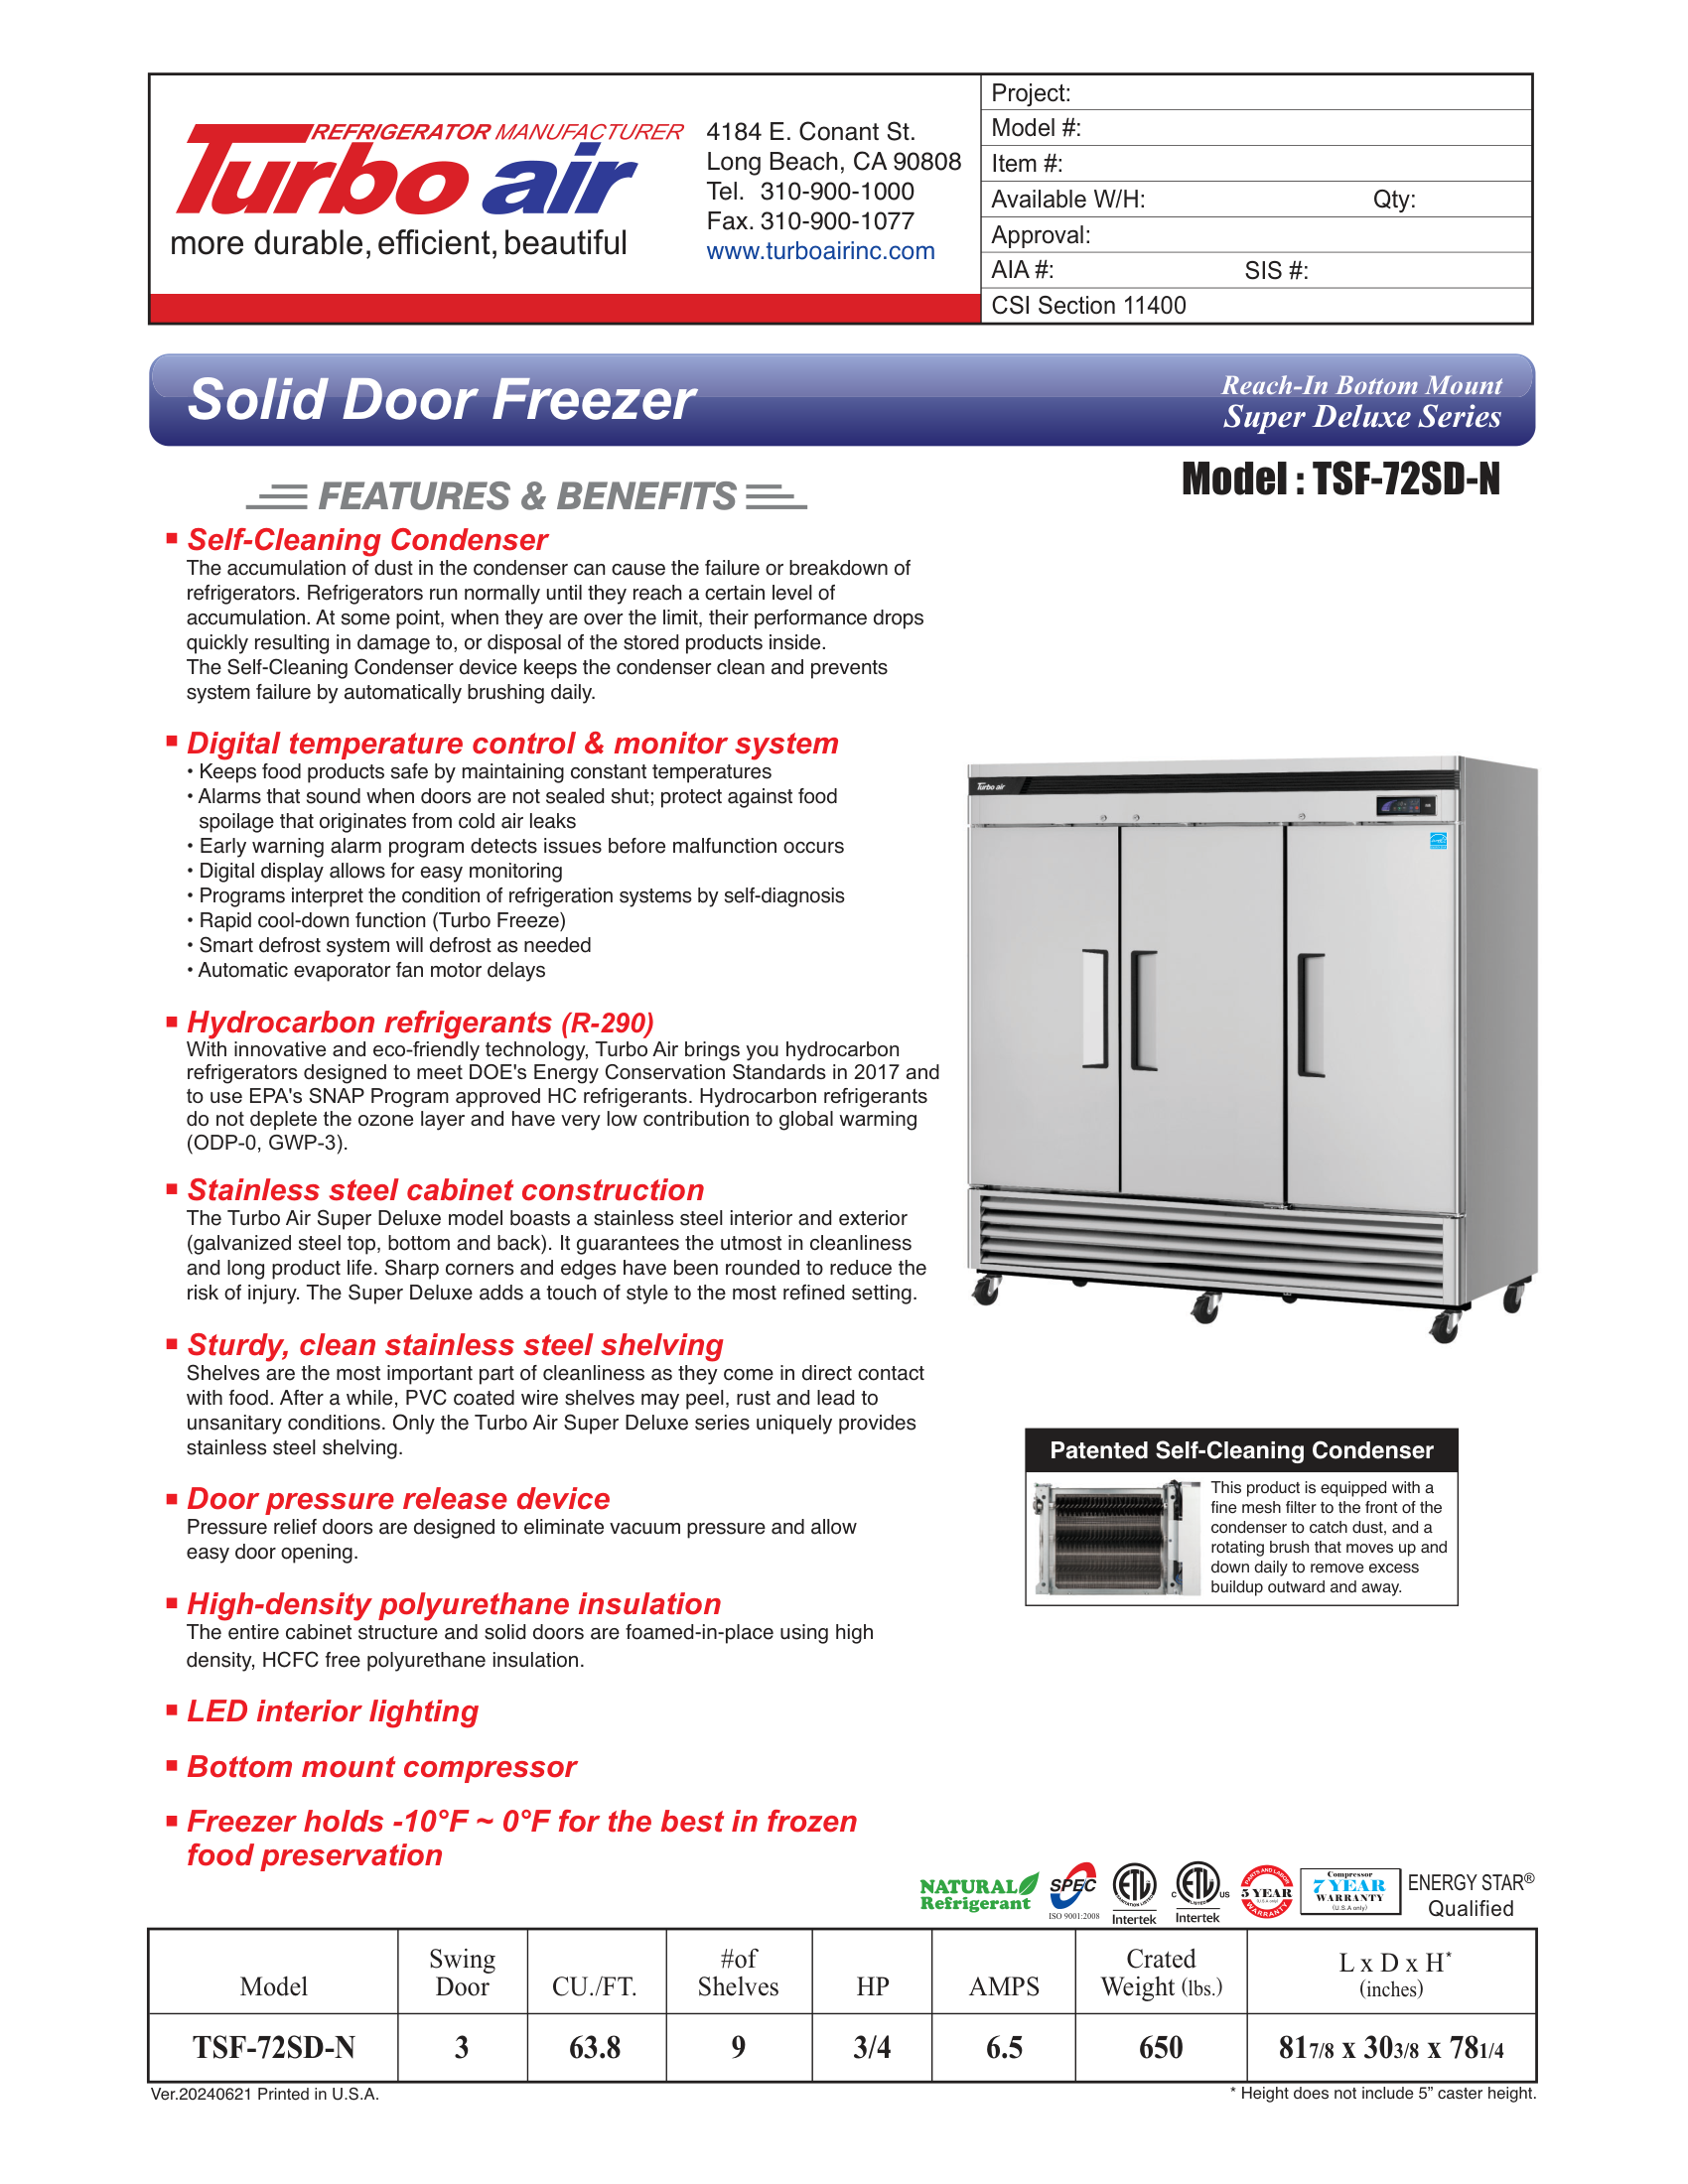 REFRIGERATOR MANUFACTURER
Turbo air
more durable, efficient, beautiful
4184 E. Conant St.
Long Beach, CA 90808
Tel. 310-900-1000
Fax. 310-900-1077
www.turboairinc.com
Project:
Model #:
Item #:
Available W/H: Qty:
Approval:
AIA #: SIS #:
CSI Section 11400
Solid Door Freezer
Reach-In Bottom Mount
Super Deluxe Series
Model : TSF-72SD-N
FEATURES & BENEFITS
Self-Cleaning Condenser
The accumulation of dust in the condenser can cause the failure or breakdown of
refrigerators. Refrigerators run normally until they reach a certain level of
accumulation. At some point, when they are over the limit, their performance drops
quickly resulting in damage to, or disposal of the stored products inside.
The Self-Cleaning Condenser device keeps the condenser clean and prevents
system failure by automatically brushing daily.
Digital temperature control & monitor system
• Keeps food products safe by maintaining constant temperatures
• Alarms that sound when doors are not sealed shut; protect against food
spoilage that originates from cold air leaks
• Early warning alarm program detects issues before malfunction occurs
• Digital display allows for easy monitoring
• Programs interpret the condition of refrigeration systems by self-diagnosis
• Rapid cool-down function (Turbo Freeze)
• Smart defrost system will defrost as needed
• Automatic evaporator fan motor delays
Hydrocarbon refrigerants (R-290)
With innovative and eco-friendly technology, Turbo Air brings you hydrocarbon
refrigerators designed to meet DOE's Energy Conservation Standards in 2017 and
to use EPA's SNAP Program approved HC refrigerants. Hydrocarbon refrigerants
do not deplete the ozone layer and have very low contribution to global warming
(ODP-0, GWP-3).
Stainless steel cabinet construction
The Turbo Air Super Deluxe model boasts a stainless steel interior and exterior
(galvanized steel top, bottom and back). It guarantees the utmost in cleanliness
and long product life. Sharp corners and edges have been rounded to reduce the
risk of injury. The Super Deluxe adds a touch of style to the most refined setting.
Sturdy, clean stainless steel shelving
Shelves are the most important part of cleanliness as they come in direct contact
with food. After a while, PVC coated wire shelves may peel, rust and lead to
unsanitary conditions. Only the Turbo Air Super Deluxe series uniquely provides
stainless steel shelving.
Door pressure release device
Pressure relief doors are designed to eliminate vacuum pressure and allow
easy door opening.
High-density polyurethane insulation
The entire cabinet structure and solid doors are foamed-in-place using high
density, HCFC free polyurethane insulation.
LED interior lighting
Bottom mount compressor
Freezer holds -10°F ~ 0°F for the best in frozen
food preservation
Turbo air
Patented Self-Cleaning Condenser
This product is equipped with a
fine mesh filter to the front of the
condenser to catch dust, and a
rotating brush that moves up and
down daily to remove excess
buildup outward and away.
NATURAL
Refrigerant
SPEC
ISO 9001:2008
ETL
SANITATION LISTED
Intertek
C ETL US
LISTED
Intertek
PARTS AND LABOR
5 YEAR
(U.S.A only)
WARRANTY
Compressor
7 YEAR
WARRANTY
(U.S.A only)
ENERGY STAR®
Qualified
Model Swing Door CU./FT. #of Shelves HP AMPS Crated Weight (lbs.) L x D x H* (inches)
TSF-72SD-N 3 63.8 9 3/4 6.5 650 81 7/8 x 30 3/8 x 78 1/4
Ver.20240621 Printed in U.S.A.
* Height does not include 5” caster height.